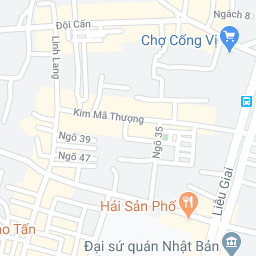 Ngách 8
Đội Cấn
Chợ Cống Vị
Linh Lang
Kim Mã Thượng
Ngõ 35
Ngõ 39
Ngõ 47
Liễu Giai
Hải Sản Phố
Tấn
Đại sứ quán Nhật Bản